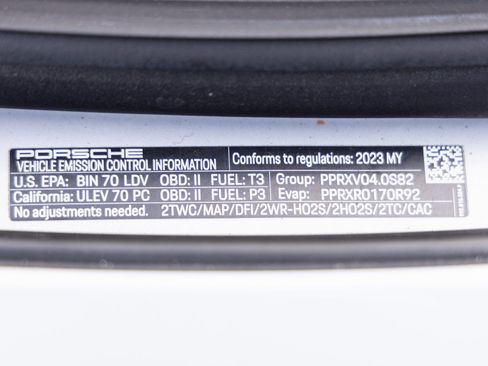 PORSCHE
VEHICLE EMISSION CONTROL INFORMATION Conforms to regulations: 2023 MY
U.S. EPA: BIN 70 LDV OBD: II FUEL: T3 Group: PPRXV04.0S82
California: ULEV 70 PC OBD: II FUEL: P3 Evap: PPRXR0170R92
No adjustments needed. 2TWC/MAP/DFI/2WR-HO2S/2HO2S/2TC/CAC